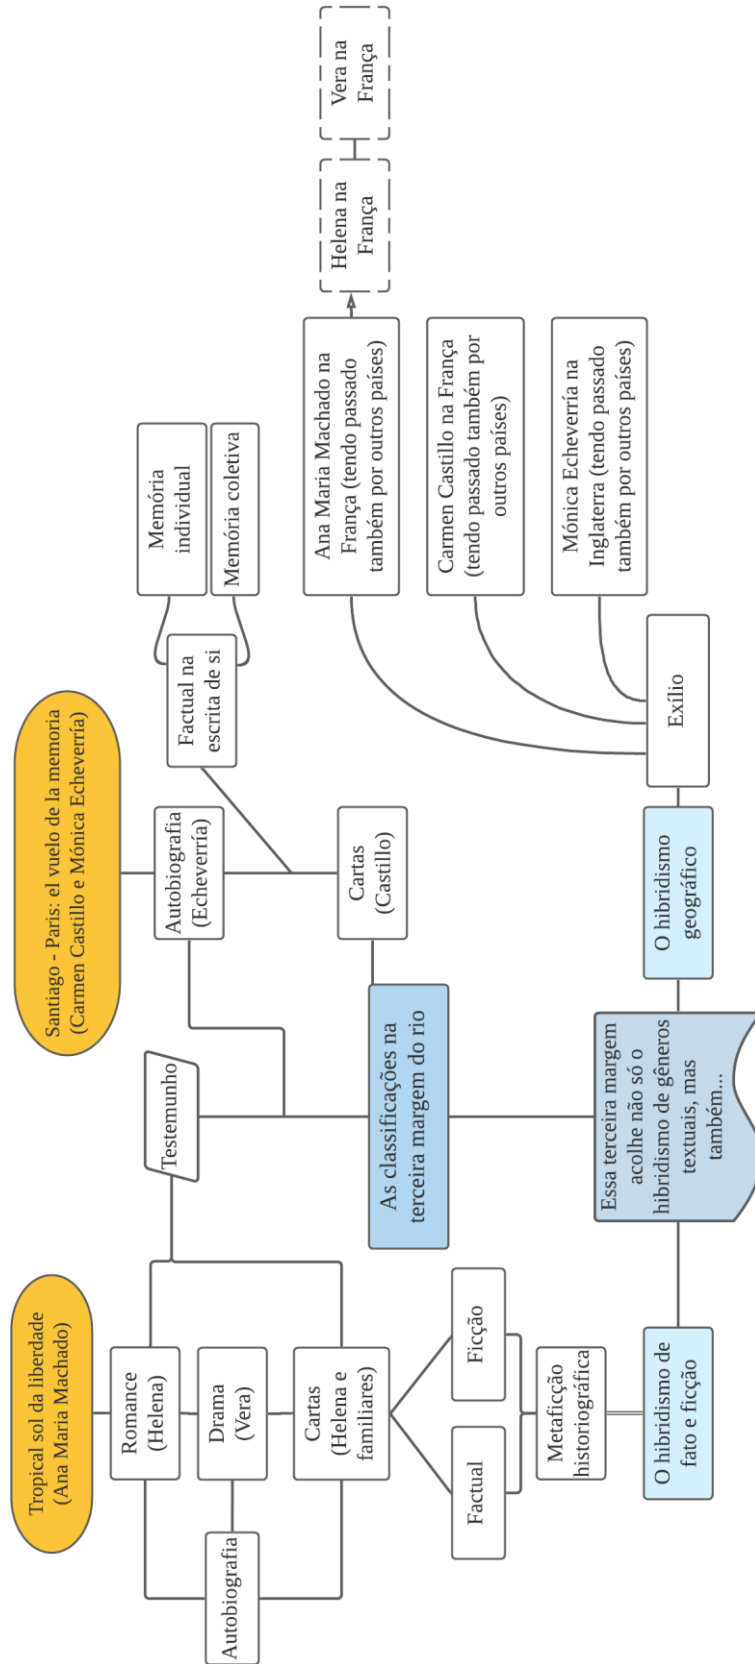 Tropical sol da liberdade
(Ana Maria Machado)
Santiago - Paris: el vuelo de la memoria
(Carmen Castillo e Mónica Echeverría)
Autobiografia
Romance
(Helena)
Drama
(Vera)
Cartas
(Helena e
familiares)
Testemunho
Autobiografia
(Echeverría)
Cartas
(Castillo)
Factual na
escrita de si
Memória
individual
Memória coletiva
Factual
Ficção
Metaficção
historiográfica
As classificações na
terceira margem do rio
O hibridismo de
fato e ficção
Essa terceira margem
acolhe não só o
hibridismo de gêneros
textuais, mas
também...
O hibridismo
geográfico
Exílio
Ana Maria Machado na
França (tendo passado
também por outros países)
Carmen Castillo na França
(tendo passado também por
outros países)
Mónica Echeverría na
Inglaterra (tendo passado
também por outros países)
Helena na
França
Vera na
França